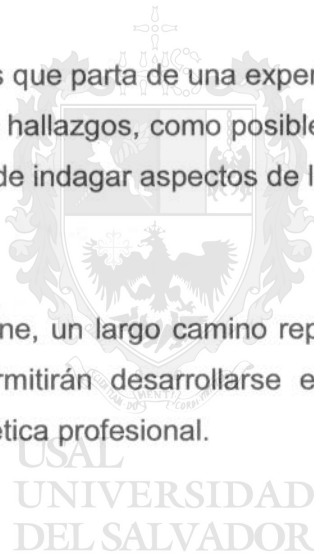 s que parta de una exper
hallazgos, como posible
de indagar aspectos de l
ne, un largo camino rep
rmitirán desarrollarse e
ética profesional.
USAL
UNIVERSIDAD
DEL SALVADOR